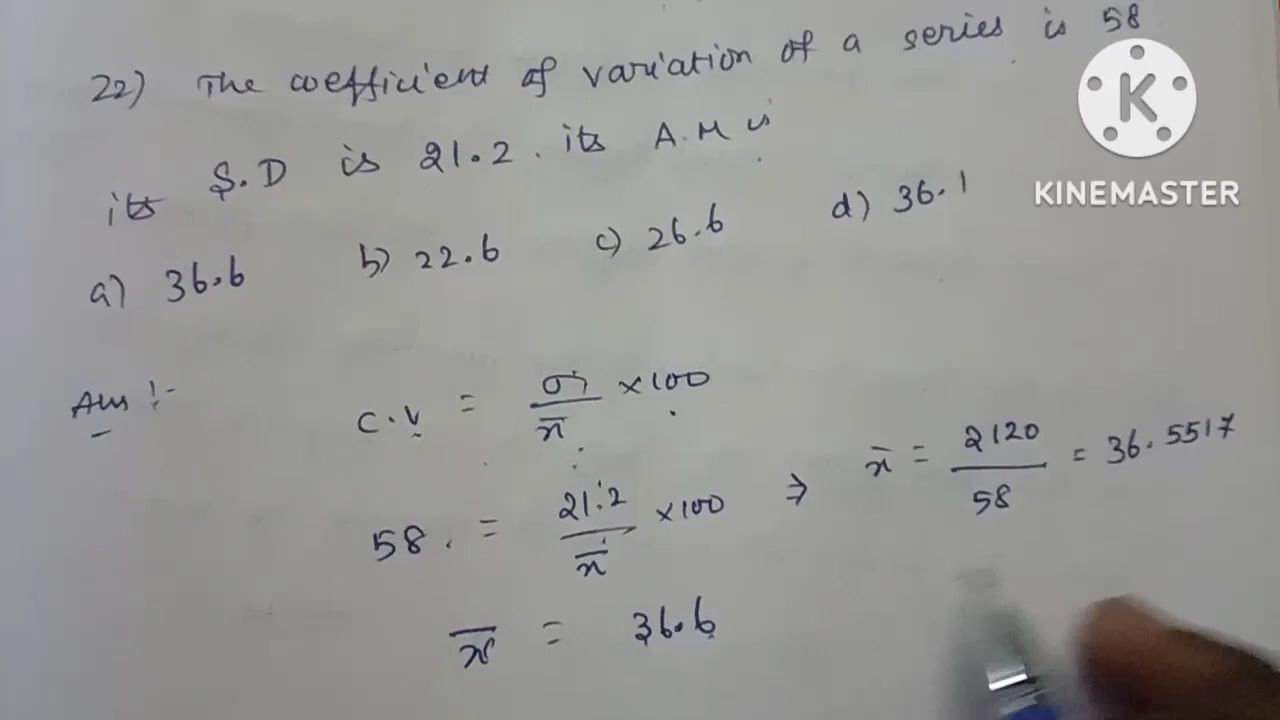 22) The coefficient of variation of a series is 58
its S.D is 21.2. its A.M is
a) 36.6 b) 22.6 c) 26.6 d) 36.1
K
KINEMASTER
Ans :-
C.V = σ/x̄ ×100
58. = 21.2/x̄ ×100 ⇒ x̄ = 2120/58 = 36.5517
x̄ = 36.6